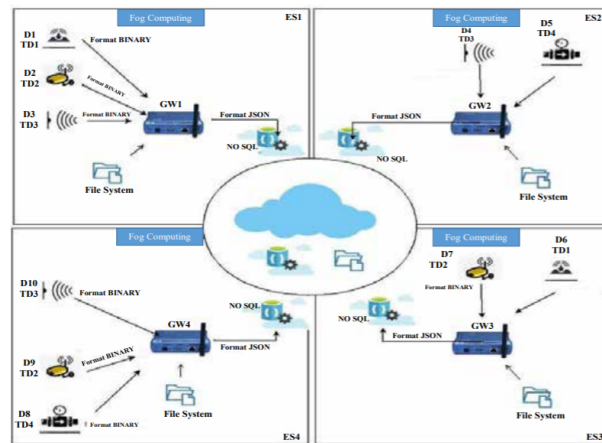 Fog Computing
ES1
D1
TD1
Format BINARY
D2
TD2
Format BINARY
GW1
Format JSON
D3
TD3
Format BINARY
NO SQL
File System
Fog Computing
ES2
D4
TD3
D5
TD4
GW2
Format JSON
NO SQL
File System
Fog Computing
D10
TD3
Format BINARY
GW4
NO SQL
Format JSON
D9
TD2
Format BINARY
D8
TD4
Format BINARY
File System
ES4
Fog Computing
D7
TD2
D6
TD1
Format BINARY
NO SQL
GW3
Format JSON
File System
ES3